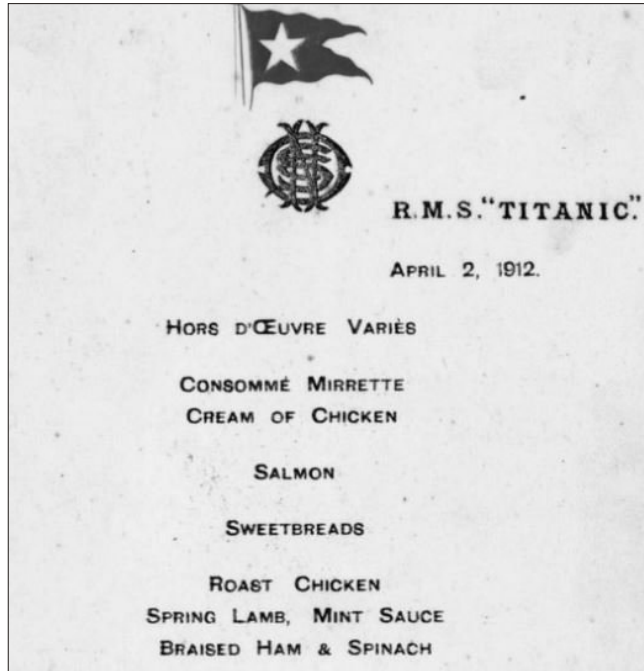 R.M.S. "TITANIC."
APRIL 2, 1912.
HORS D'ŒUVRE VARIÈS
CONSOMMÉ MIRRETTE
CREAM OF CHICKEN
SALMON
SWEETBREADS
ROAST CHICKEN
SPRING LAMB, MINT SAUCE
BRAISED HAM & SPINACH